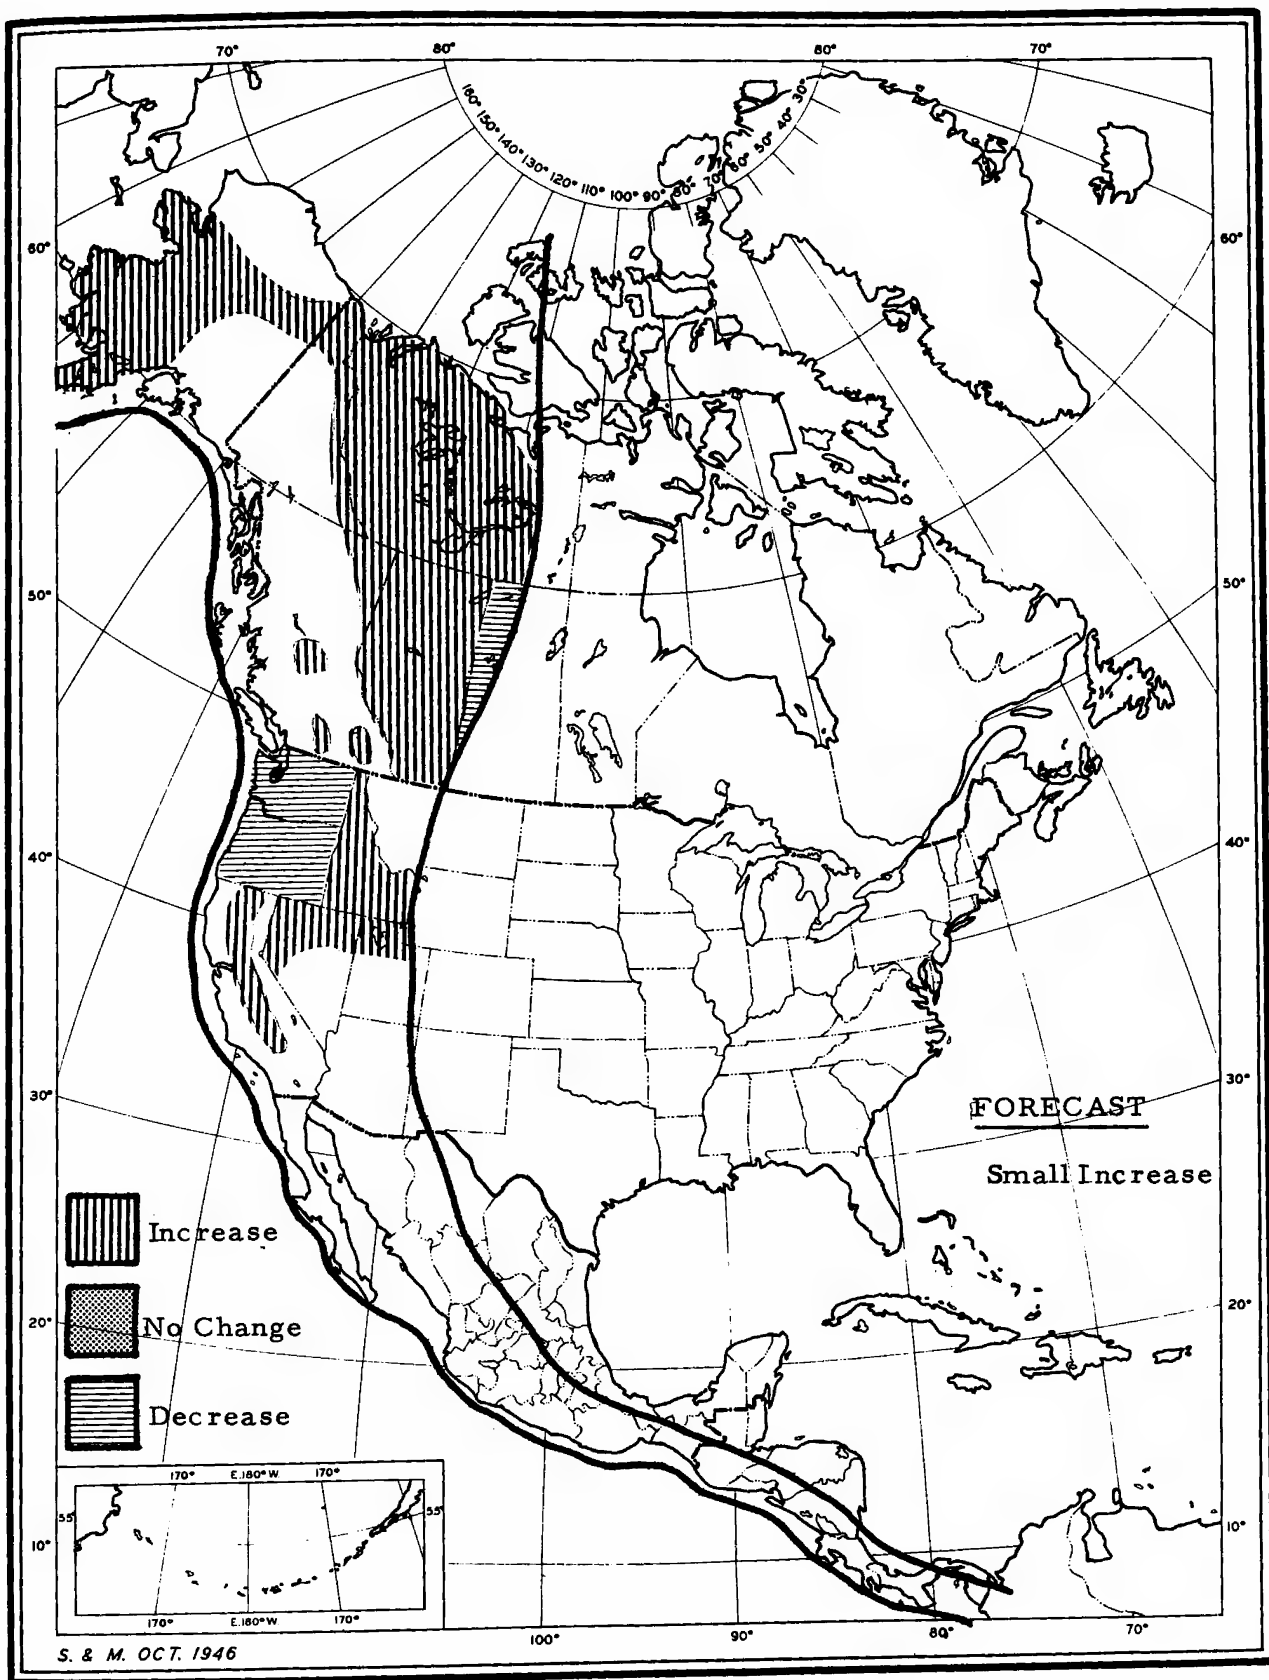 70° 80° 80° 70°
160° 150° 140° 130° 120° 110° 100° 90° 80° 70° 60° 50° 40° 30°
60° 60°
50° 50°
40° 40°
30° 30°
FORECAST
Small Increase
Increase
20° 20°
No Change
Decrease
170° E.180°W 170°
55° 55°
10° 10°
170° E.180°W 170°
100° 90° 80° 70°
S. & M. OCT. 1946